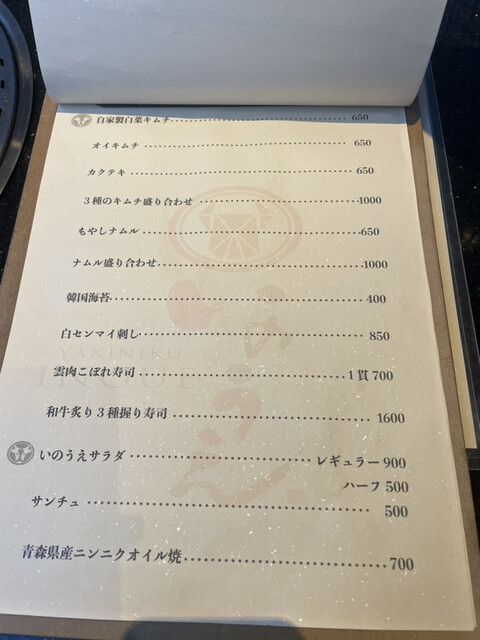 自家製白菜キムチ 650
オイキムチ 650
カクテキ 650
3種のキムチ盛り合わせ 1000
もやしナムル 650
ナムル盛り合わせ 1000
韓国海苔 400
白センマイ刺し 850
雲肉こぼれ寿司 1貫 700
和牛炙り3種握り寿司 1600
いのうえサラダ レギュラー 900
ハーフ 500
サンチュ 500
青森県産ニンニクオイル焼 700
YAKINIKU
INOUE